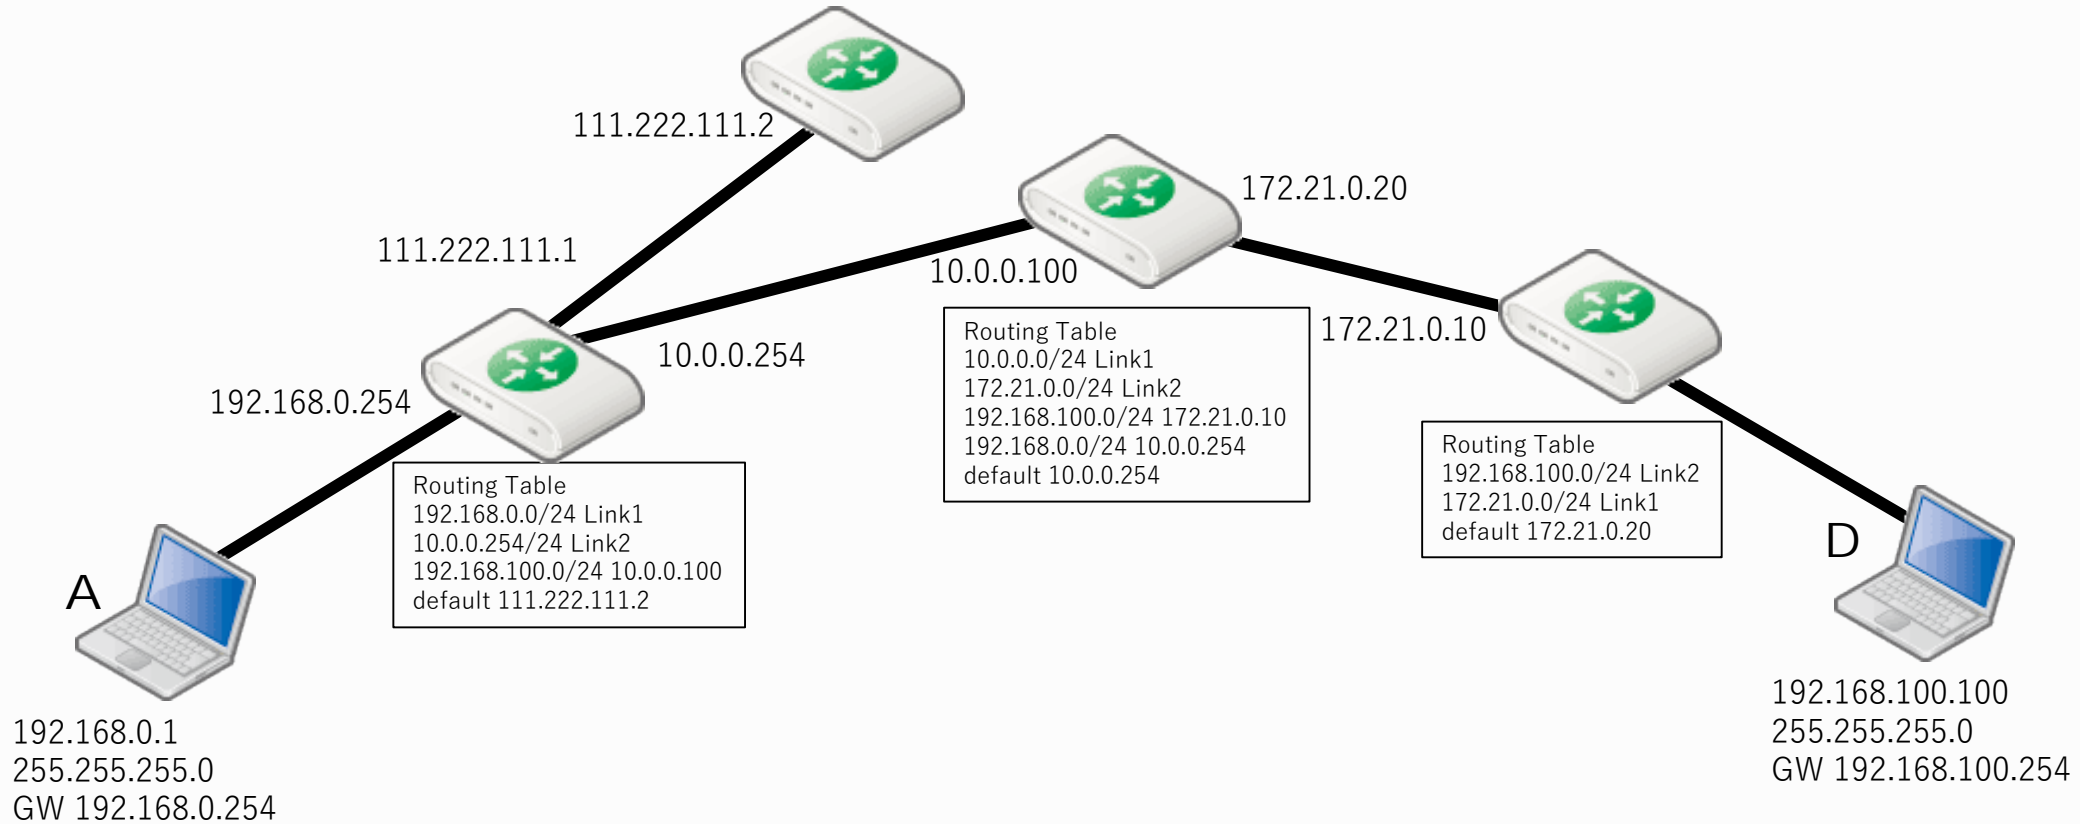 111.222.111.2
172.21.0.20
111.222.111.1
10.0.0.100
172.21.0.10
10.0.0.254
192.168.0.254
Routing Table
10.0.0.0/24 Link1
172.21.0.0/24 Link2
192.168.100.0/24 172.21.0.10
192.168.0.0/24 10.0.0.254
default 10.0.0.254
Routing Table
192.168.100.0/24 Link2
172.21.0.0/24 Link1
default 172.21.0.20
Routing Table
192.168.0.0/24 Link1
10.0.0.254/24 Link2
192.168.100.0/24 10.0.0.100
default 111.222.111.2
A
D
192.168.0.1
255.255.255.0
GW 192.168.0.254
192.168.100.100
255.255.255.0
GW 192.168.100.254